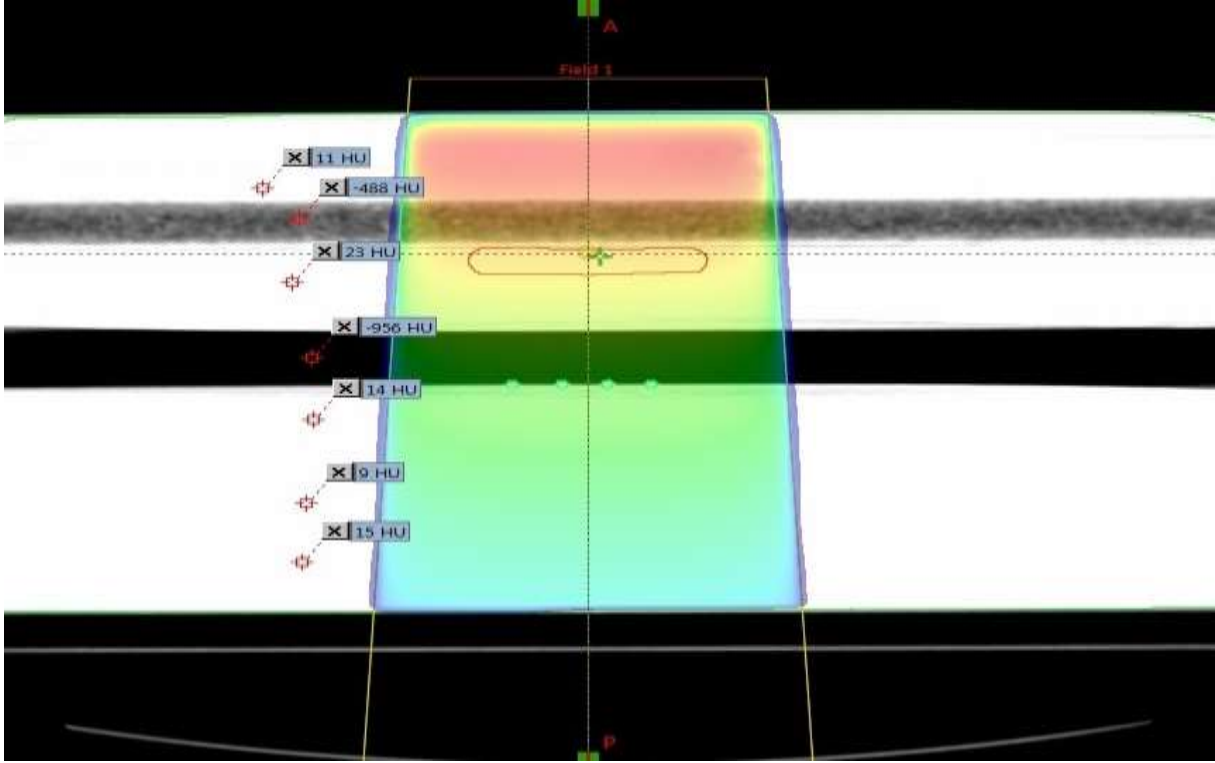 A
Field 1
X 11 HU
X -488 HU
X 23 HU
X -956 HU
X 14 HU
X 9 HU
X 15 HU
P